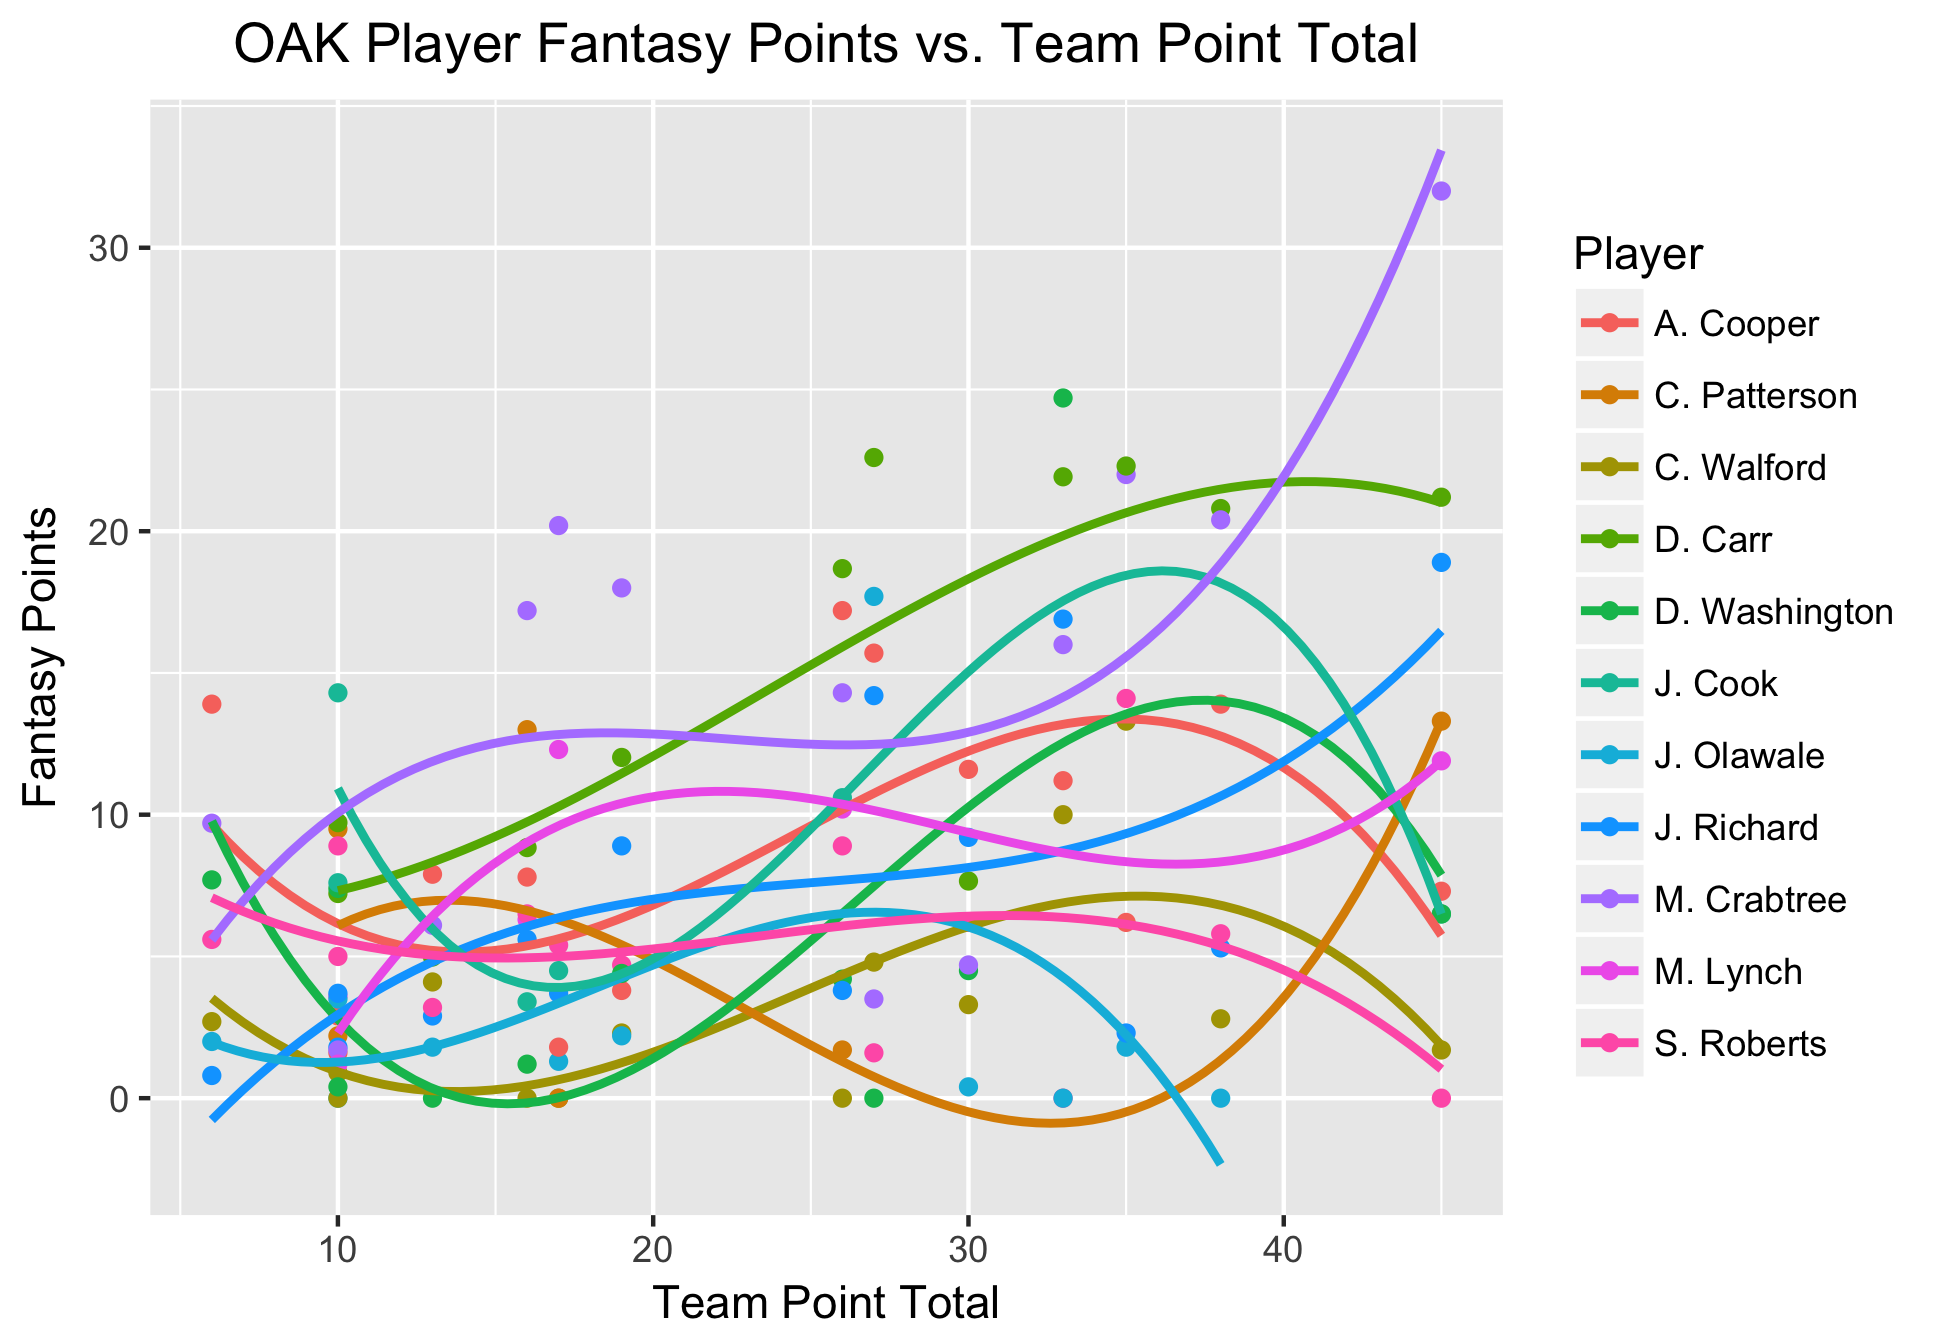 OAK Player Fantasy Points vs. Team Point Total
Fantasy Points
30
20
10
0
10 20 30 40
Team Point Total
Player
A. Cooper
C. Patterson
C. Walford
D. Carr
D. Washington
J. Cook
J. Olawale
J. Richard
M. Crabtree
M. Lynch
S. Roberts